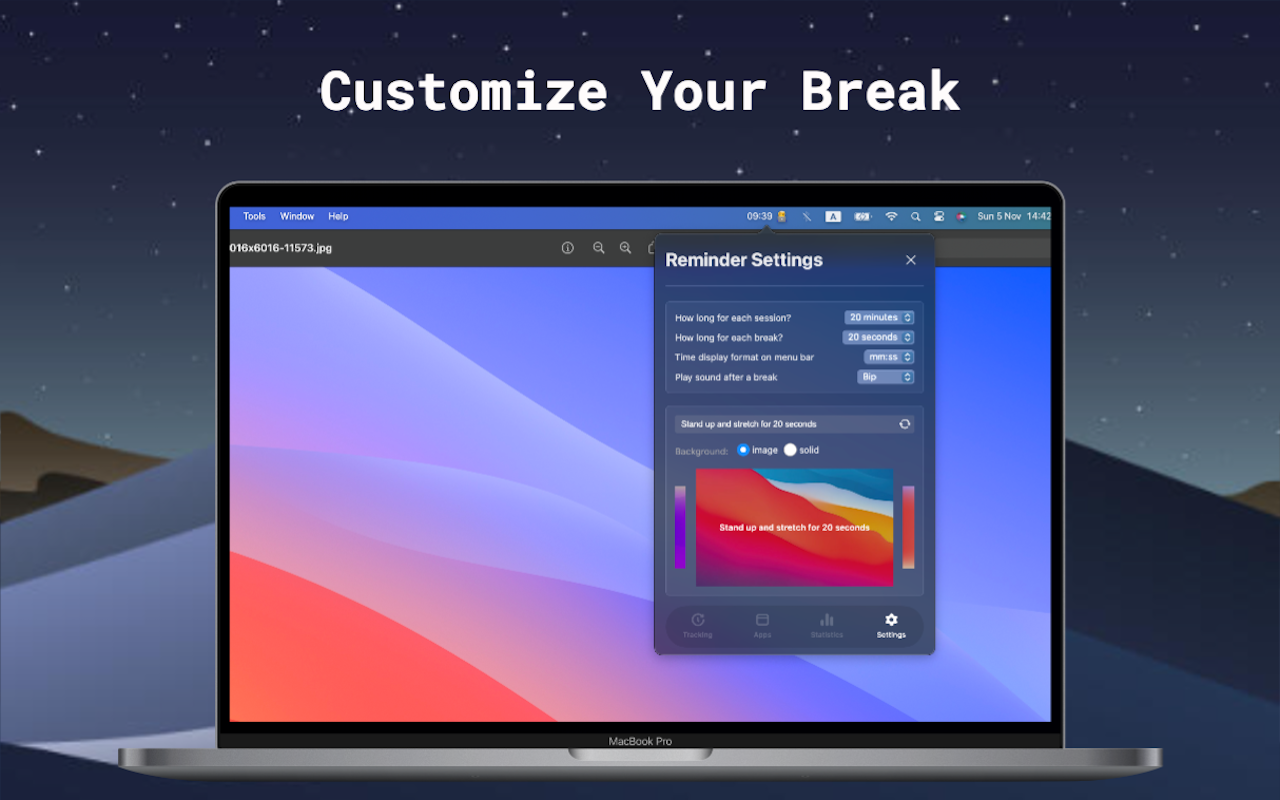 Customize Your Break
Tools Window Help
09:39 A Sun 5 Nov 14:42
016x6016-11573.jpg
Reminder Settings
How long for each session? 20 minutes
How long for each break? 20 seconds
Time display format on menu bar mm:ss
Play sound after a break Bip
Stand up and stretch for 20 seconds
Background: image solid
Stand up and stretch for 20 seconds
Tracking Apps Statistics Settings
MacBook Pro